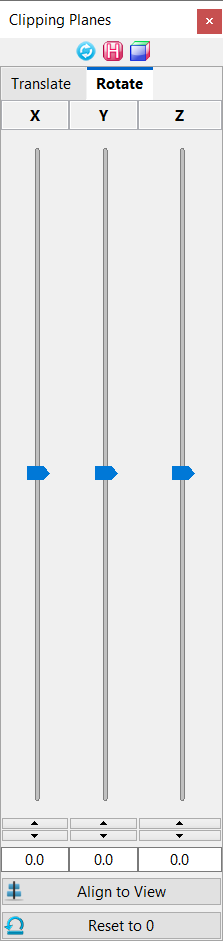 Clipping Planes
H
Translate Rotate
X Y Z
0.0 0.0 0.0
Align to View
Reset to 0